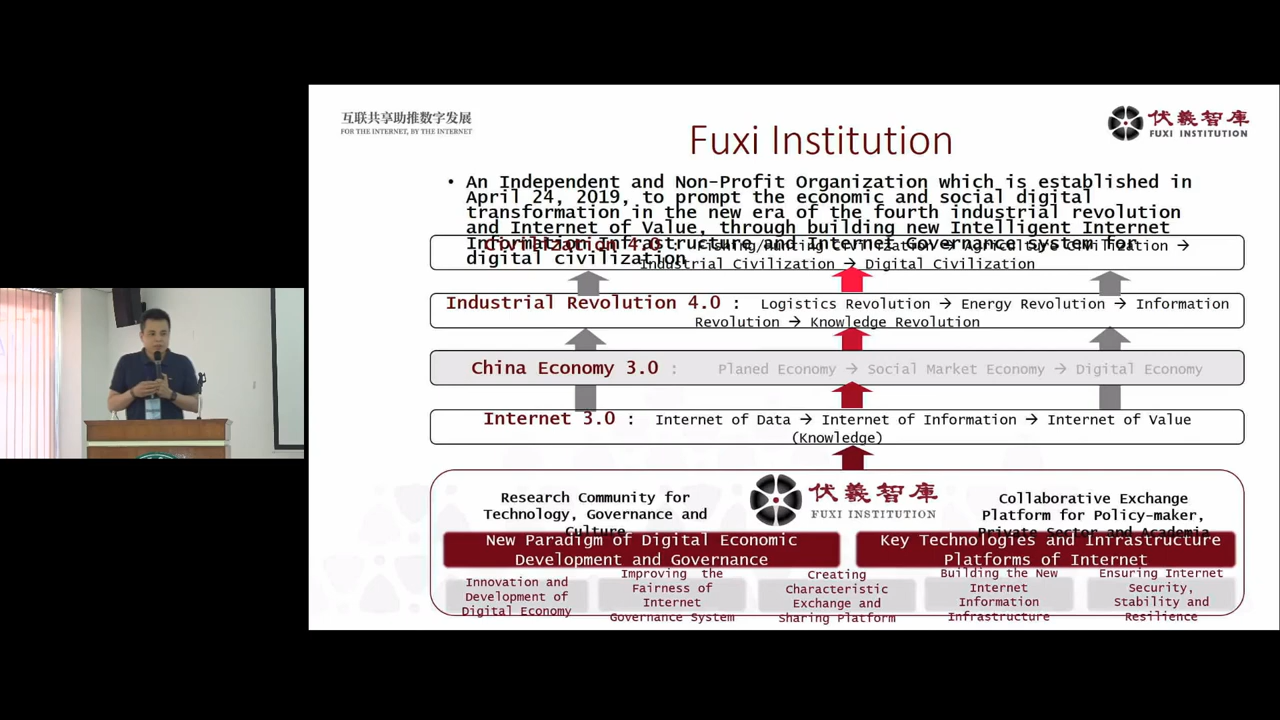 互联共享助推数字发展
FOR THE INTERNET, BY THE INTERNET
伏羲智庫
FUXI INSTITUTION
Fuxi Institution
• An Independent and Non-Profit Organization which is established in
April 24, 2019, to prompt the economic and social digital
transformation in the new era of the fourth industrial revolution
and Internet of Value, through building new Intelligent Internet
Information Infrastructure and Internet Governance System for
digital civilization
Civilization 4.0 : Fishing/Hunting Civilization → Agriculture Civilization →
Industrial Civilization → Digital Civilization
Industrial Revolution 4.0 : Logistics Revolution → Energy Revolution → Information
Revolution → Knowledge Revolution
China Economy 3.0 : Planed Economy → Social Market Economy → Digital Economy
Internet 3.0 : Internet of Data → Internet of Information → Internet of Value
(Knowledge)
Research Community for
Technology, Governance and
Culture
伏羲智庫
FUXI INSTITUTION
Collaborative Exchange
Platform for Policy-maker,
Private Sector and Academia
New Paradigm of Digital Economic
Development and Governance
Key Technologies and Infrastructure
Platforms of Internet
Innovation and
Development of
Digital Economy
Improving the
Fairness of
Internet
Governance System
Creating
Characteristic
Exchange and
Sharing Platform
Building the New
Internet
Information
Infrastructure
Ensuring Internet
Security,
Stability and
Resilience